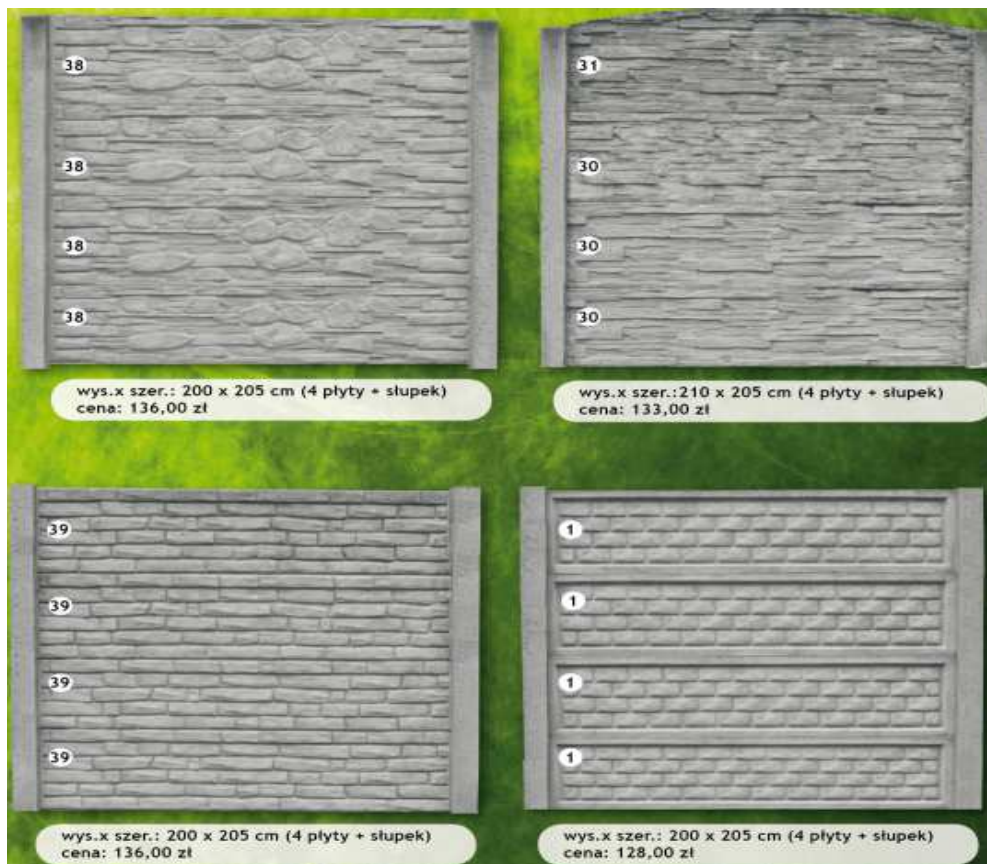 38
31
38
30
38
30
38
30
wys.x szer.: 200 x 205 cm (4 płyty + słupek)
cena: 136,00 zł
wys.x szer.:210 x 205 cm (4 płyty + słupek)
cena: 133,00 zł
39
1
39
1
39
1
39
1
wys.x szer.: 200 x 205 cm (4 płyty + słupek)
cena: 136,00 zł
wys.x szer.: 200 x 205 cm (4 płyty + słupek)
cena: 128,00 zł